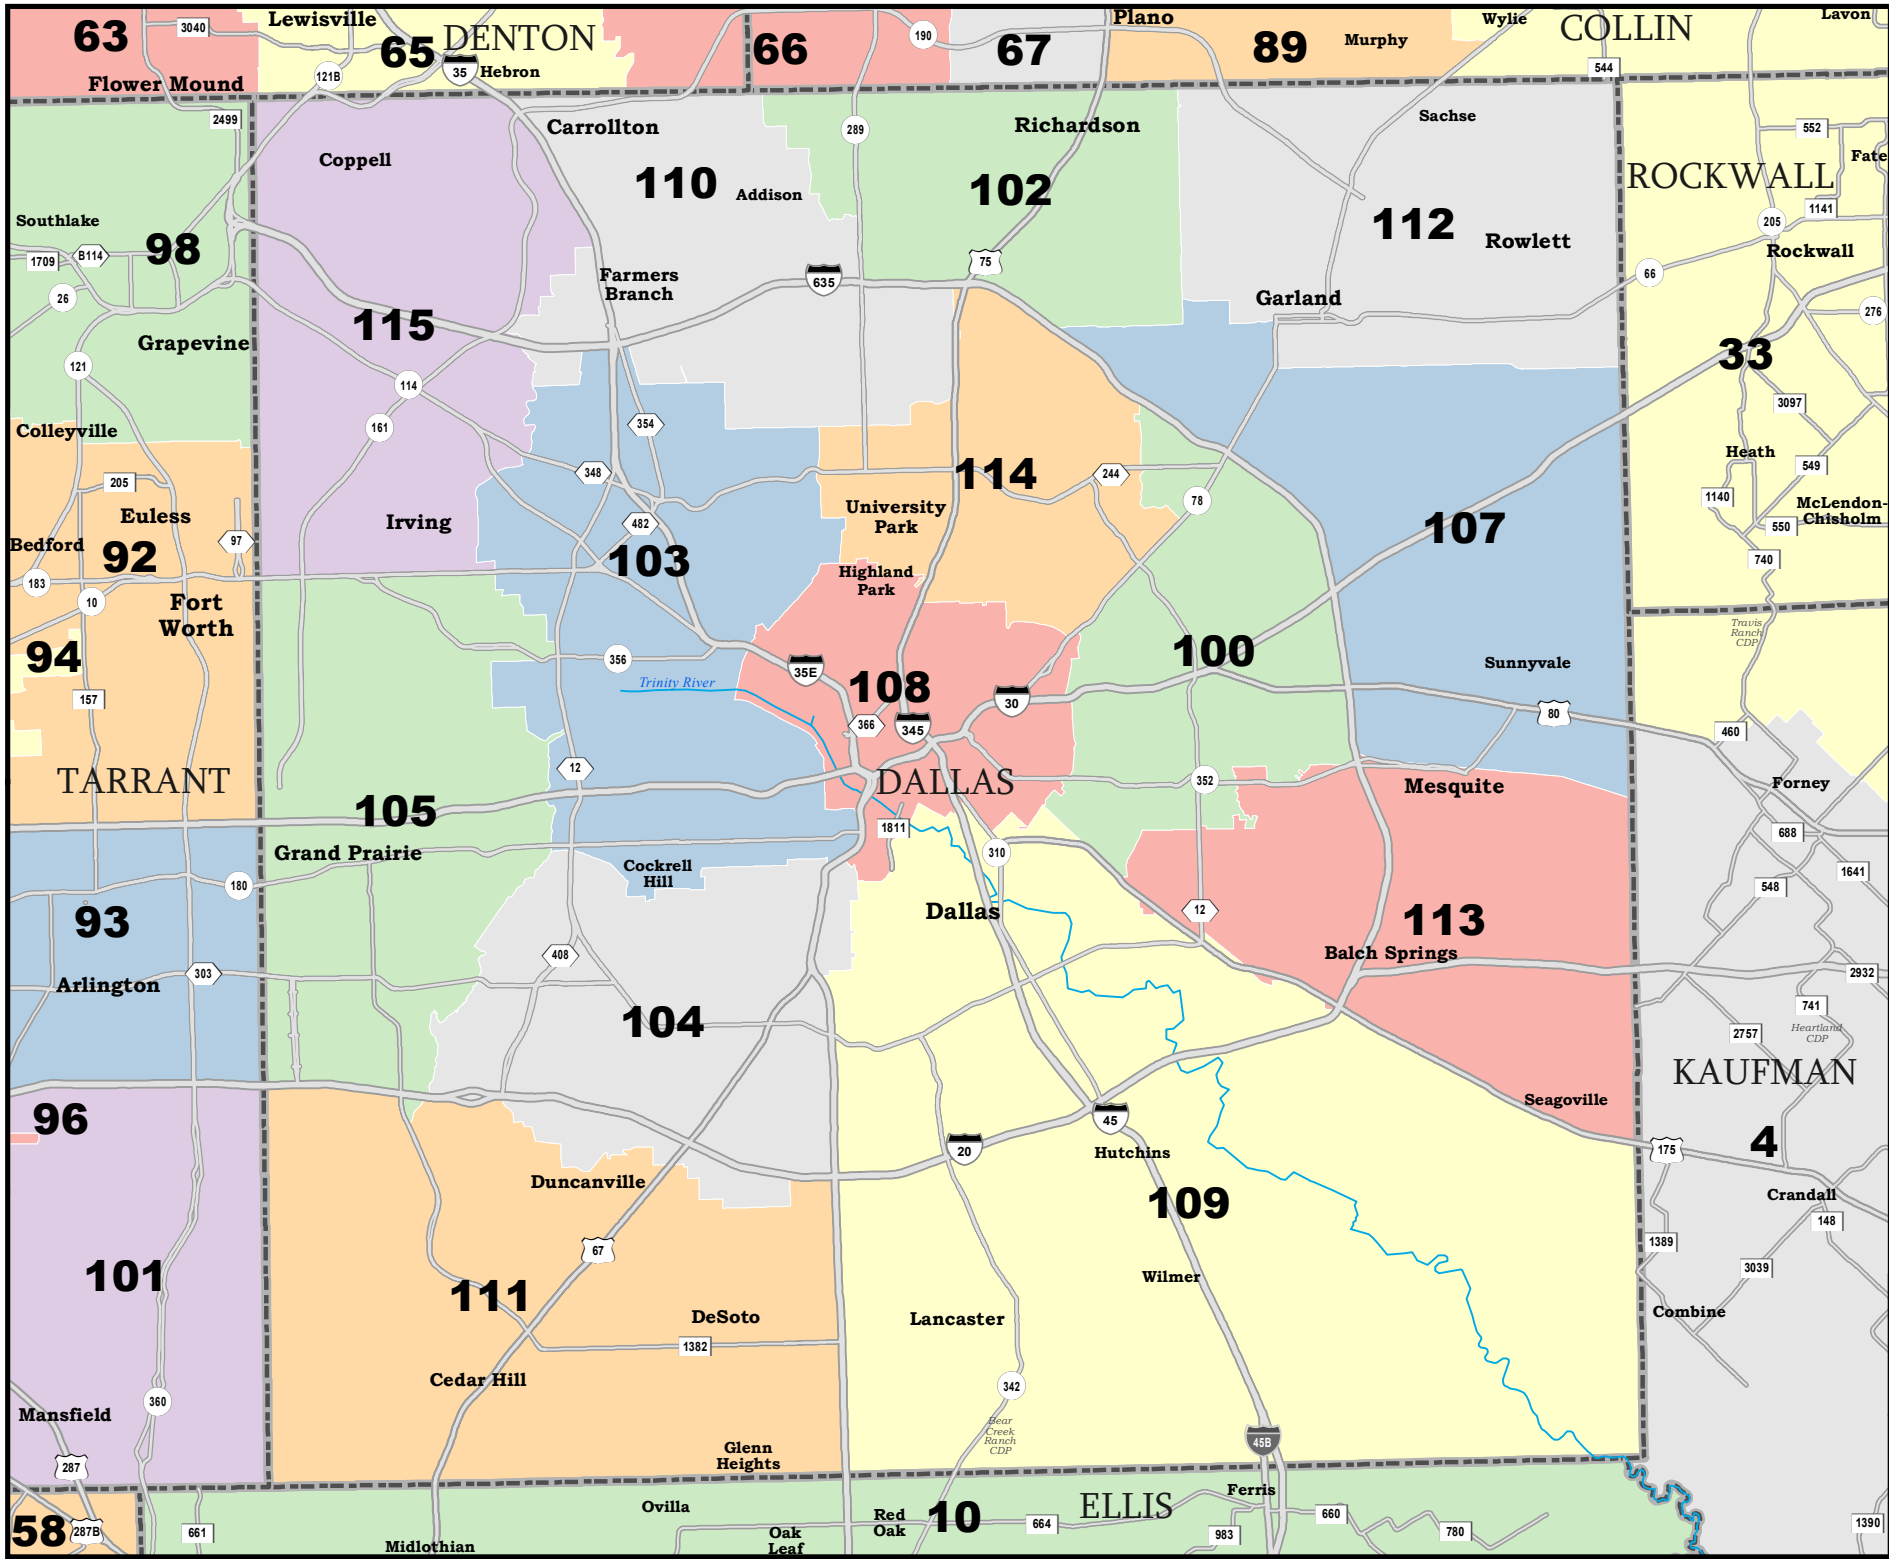 63
3040
Lewisville
65
DENTON
66
190
67
Plano
89
Murphy
Wylie
COLLIN
Lavon
Flower Mound
121B
35
Hebron
544
2499
Carrollton
289
Richardson
Sachse
552
Coppell
110
Addison
102
Fate
ROCKWALL
1141
Southlake
98
112
Rowlett
205
Rockwall
1709
B114
75
66
26
Farmers
Branch
635
Garland
276
115
Grapevine
33
121
114
3097
161
354
Colleyville
348
114
244
Heath
549
205
University
Park
78
1140
McLendon-
Chisholm
Euless
Irving
482
107
550
97
Bedford
92
103
740
183
Highland
Park
10
Fort
Worth
Travis
Ranch
CDP
94
356
100
Sunnyvale
Trinity River
35E
108
157
30
366
345
80
460
TARRANT
12
DALLAS
352
Mesquite
Forney
105
1811
688
Grand Prairie
310
Cockrell
Hill
1641
180
548
93
Dallas
12
113
408
Balch Springs
303
2932
Arlington
741
104
2757
Heartland
CDP
KAUFMAN
96
Seagoville
45
4
20
Hutchins
175
Duncanville
109
Crandall
148
67
1389
101
Wilmer
3039
111
DeSoto
Lancaster
Combine
1382
Cedar Hill
342
360
Mansfield
Bear
Creek
Ranch
CDP
45B
Glenn
Heights
287
Ferris
Ovilla
10
ELLIS
58
287B
661
Red
Oak
664
660
1390
983
780
Midlothian
Oak
Leaf